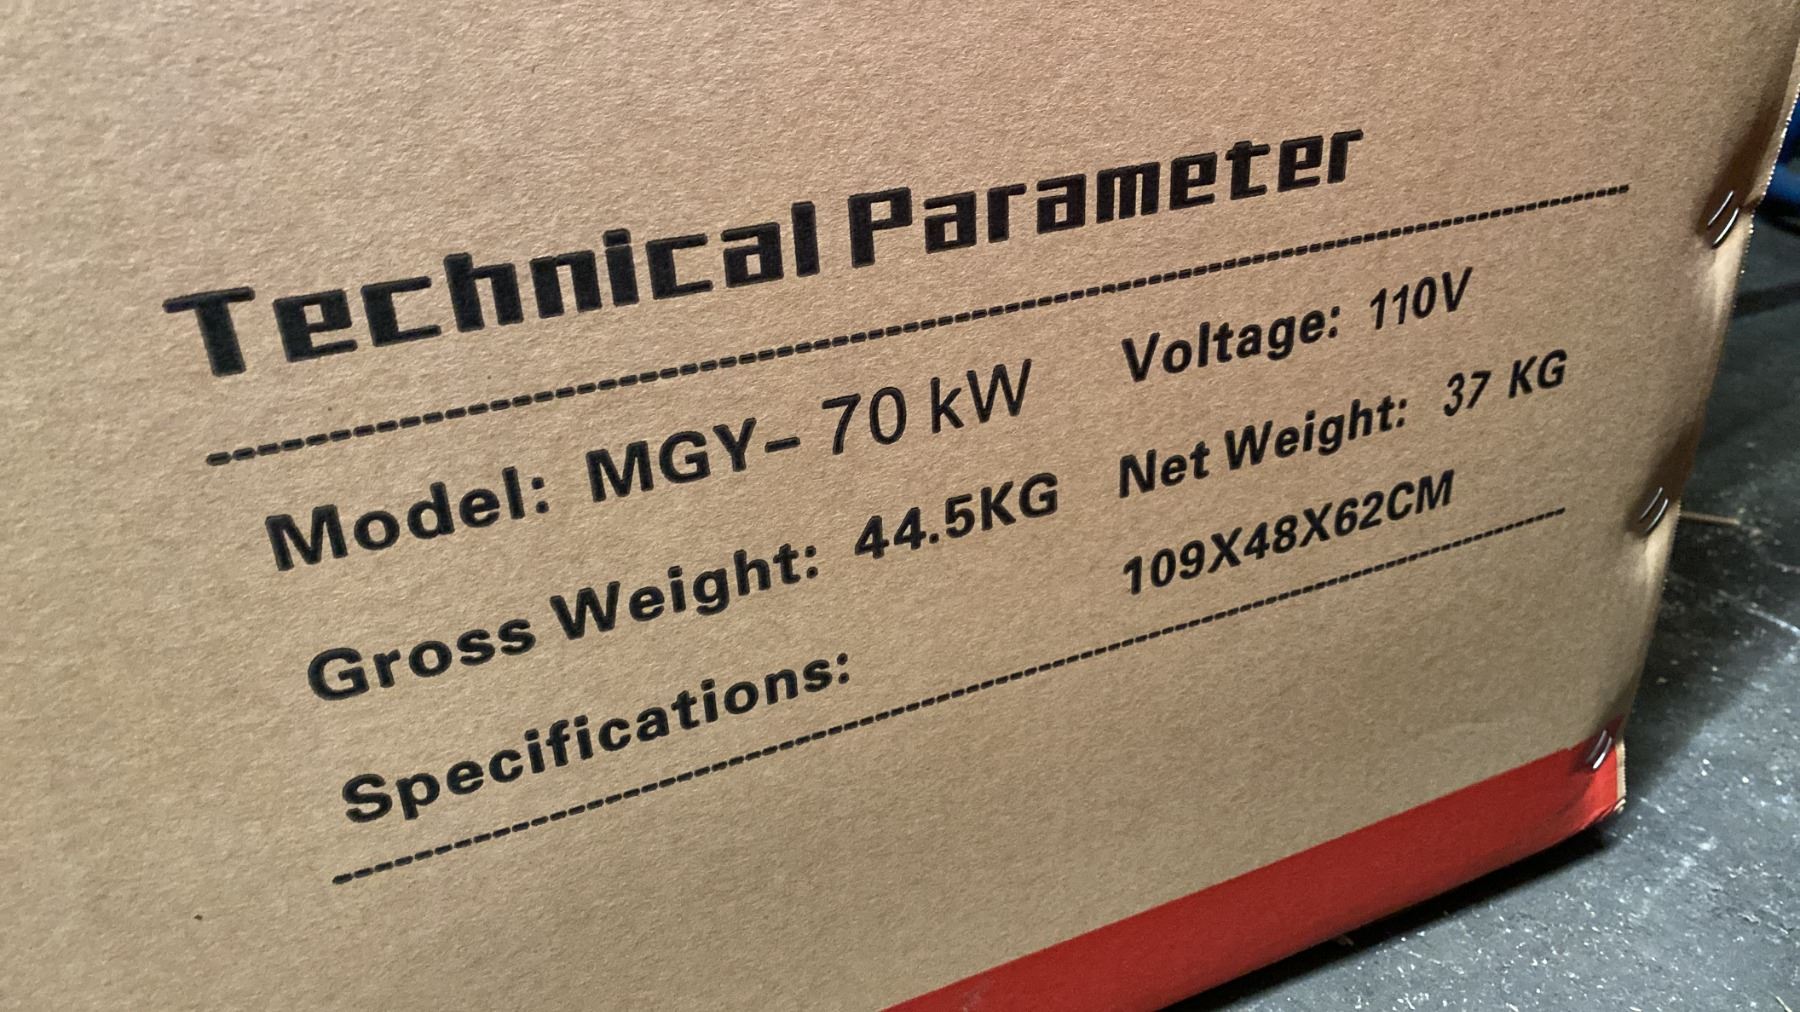 Technical Parameter
Model: MGY- 70 kW Voltage: 110V
Gross Weight: 44.5KG Net Weight: 37 KG
Specifications: 109X48X62CM